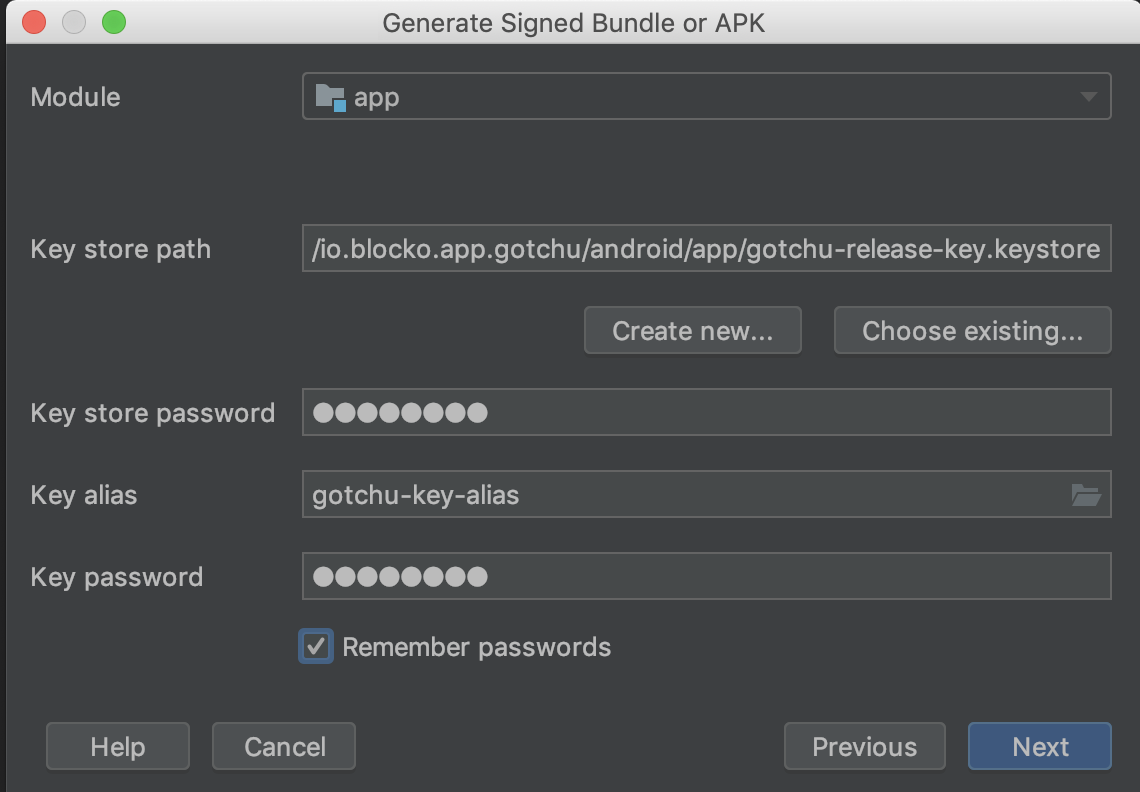 Generate Signed Bundle or APK
Module app
Key store path /io.blocko.app.gotchu/android/app/gotchu-release-key.keystore
Create new... Choose existing...
Key store password ●●●●●●●●
Key alias gotchu-key-alias
Key password ●●●●●●●●
Remember passwords
Help Cancel Previous Next